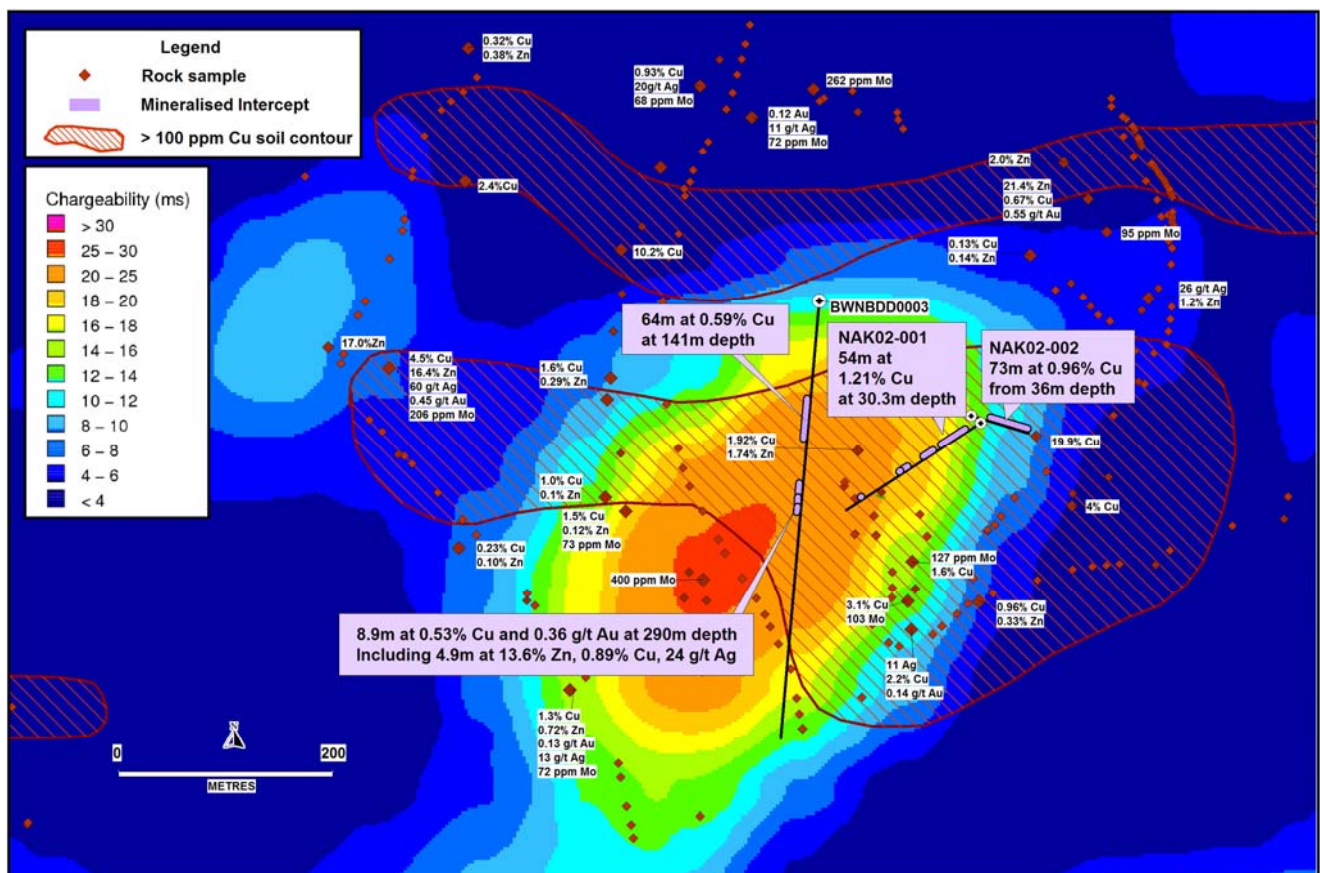 Legend
Rock sample
Mineralised Intercept
> 100 ppm Cu soil contour
Chargeability (ms)
> 30
25 – 30
20 – 25
18 – 20
16 – 18
14 – 16
12 – 14
10 – 12
8 – 10
6 – 8
4 – 6
< 4
0.32% Cu
0.38% Zn
0.93% Cu
20g/t Ag
68 ppm Mo
262 ppm Mo
0.12 Au
11 g/t Ag
72 ppm Mo
2.4%Cu
2.0% Zn
21.4% Zn
0.67% Cu
0.55 g/t Au
95 ppm Mo
10.2% Cu
0.13% Cu
0.14% Zn
26 g/t Ag
1.2% Zn
BWNBDD0003
64m at 0.59% Cu
at 141m depth
NAK02-001
54m at
1.21% Cu
at 30.3m depth
NAK02-002
73m at 0.96% Cu
from 36m depth
17.0%Zn
4.5% Cu
16.4% Zn
60 g/t Ag
0.45 g/t Au
206 ppm Mo
1.6% Cu
0.29% Zn
1.92% Cu
1.74% Zn
19.9% Cu
1.0% Cu
0.1% Zn
1.5% Cu
0.12% Zn
73 ppm Mo
4% Cu
0.23% Cu
0.10% Zn
400 ppm Mo
127 ppm Mo
1.6% Cu
3.1% Cu
103 Mo
0.96% Cu
0.33% Zn
8.9m at 0.53% Cu and 0.36 g/t Au at 290m depth
Including 4.9m at 13.6% Zn, 0.89% Cu, 24 g/t Ag
11 Ag
2.2% Cu
0.14 g/t Au
1.3% Cu
0.72% Zn
0.13 g/t Au
13 g/t Ag
72 ppm Mo
N
0 200
METRES